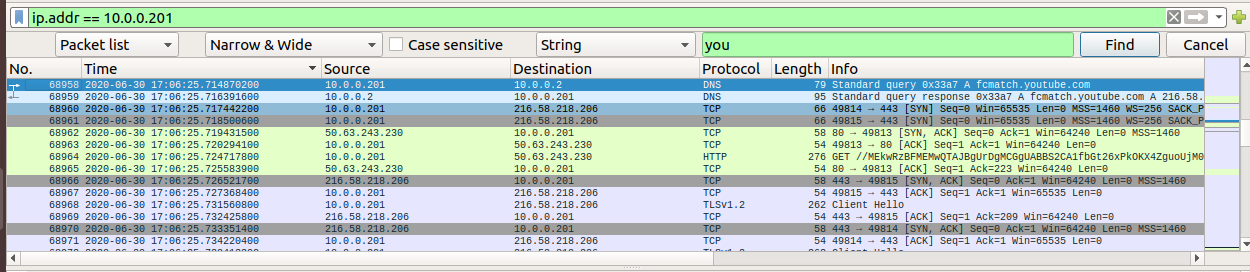 ip.addr == 10.0.0.201
Packet list Narrow & Wide Case sensitive String you Find Cancel
No. Time Source Destination Protocol Length Info
68958 2020-06-30 17:06:25.714870200 10.0.0.201 10.0.0.2 DNS 79 Standard query 0x33a7 A fcmatch.youtube.com
68959 2020-06-30 17:06:25.716391600 10.0.0.2 10.0.0.201 DNS 95 Standard query response 0x33a7 A fcmatch.youtube.com A 216.58.
68960 2020-06-30 17:06:25.717442200 10.0.0.201 216.58.218.206 TCP 66 49814 → 443 [SYN] Seq=0 Win=65535 Len=0 MSS=1460 WS=256 SACK_P
68961 2020-06-30 17:06:25.718500600 10.0.0.201 216.58.218.206 TCP 66 49815 → 443 [SYN] Seq=0 Win=65535 Len=0 MSS=1460 WS=256 SACK_P
68962 2020-06-30 17:06:25.719431500 50.63.243.230 10.0.0.201 TCP 58 80 → 49813 [SYN, ACK] Seq=0 Ack=1 Win=64240 Len=0 MSS=1460
68963 2020-06-30 17:06:25.720294100 10.0.0.201 50.63.243.230 TCP 54 49813 → 80 [ACK] Seq=1 Ack=1 Win=64240 Len=0
68964 2020-06-30 17:06:25.724717800 10.0.0.201 50.63.243.230 HTTP 276 GET //MEkwRzBFMEMwQTAJBgUrDgMCGgUABBS2CA1fbGt26xPkOKX4ZguoUjM0
68965 2020-06-30 17:06:25.725583900 50.63.243.230 10.0.0.201 TCP 54 80 → 49813 [ACK] Seq=1 Ack=223 Win=64240 Len=0
68966 2020-06-30 17:06:25.726521700 216.58.218.206 10.0.0.201 TCP 58 443 → 49815 [SYN, ACK] Seq=0 Ack=1 Win=64240 Len=0 MSS=1460
68967 2020-06-30 17:06:25.727368400 10.0.0.201 216.58.218.206 TCP 54 49815 → 443 [ACK] Seq=1 Ack=1 Win=65535 Len=0
68968 2020-06-30 17:06:25.731560800 10.0.0.201 216.58.218.206 TLSv1.2 262 Client Hello
68969 2020-06-30 17:06:25.732425800 216.58.218.206 10.0.0.201 TCP 54 443 → 49815 [ACK] Seq=1 Ack=209 Win=64240 Len=0
68970 2020-06-30 17:06:25.733351400 216.58.218.206 10.0.0.201 TCP 58 443 → 49814 [SYN, ACK] Seq=0 Ack=1 Win=64240 Len=0 MSS=1460
68971 2020-06-30 17:06:25.734220400 10.0.0.201 216.58.218.206 TCP 54 49814 → 443 [ACK] Seq=1 Ack=1 Win=65535 Len=0